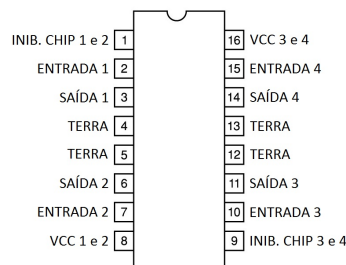 INIB. CHIP 1 e 2 1 16 VCC 3 e 4
ENTRADA 1 2 15 ENTRADA 4
SAÍDA 1 3 14 SAÍDA 4
TERRA 4 13 TERRA
TERRA 5 12 TERRA
SAÍDA 2 6 11 SAÍDA 3
ENTRADA 2 7 10 ENTRADA 3
VCC 1 e 2 8 9 INIB. CHIP 3 e 4